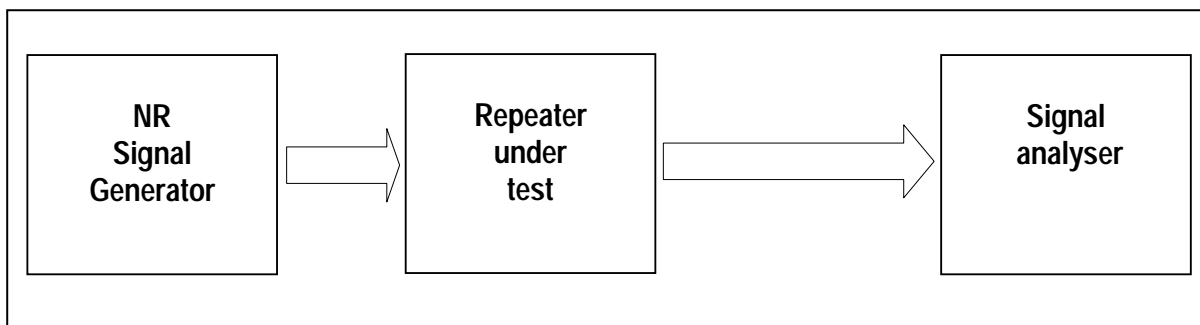 NR
Signal
Generator
Repeater
under
test
Signal
analyser